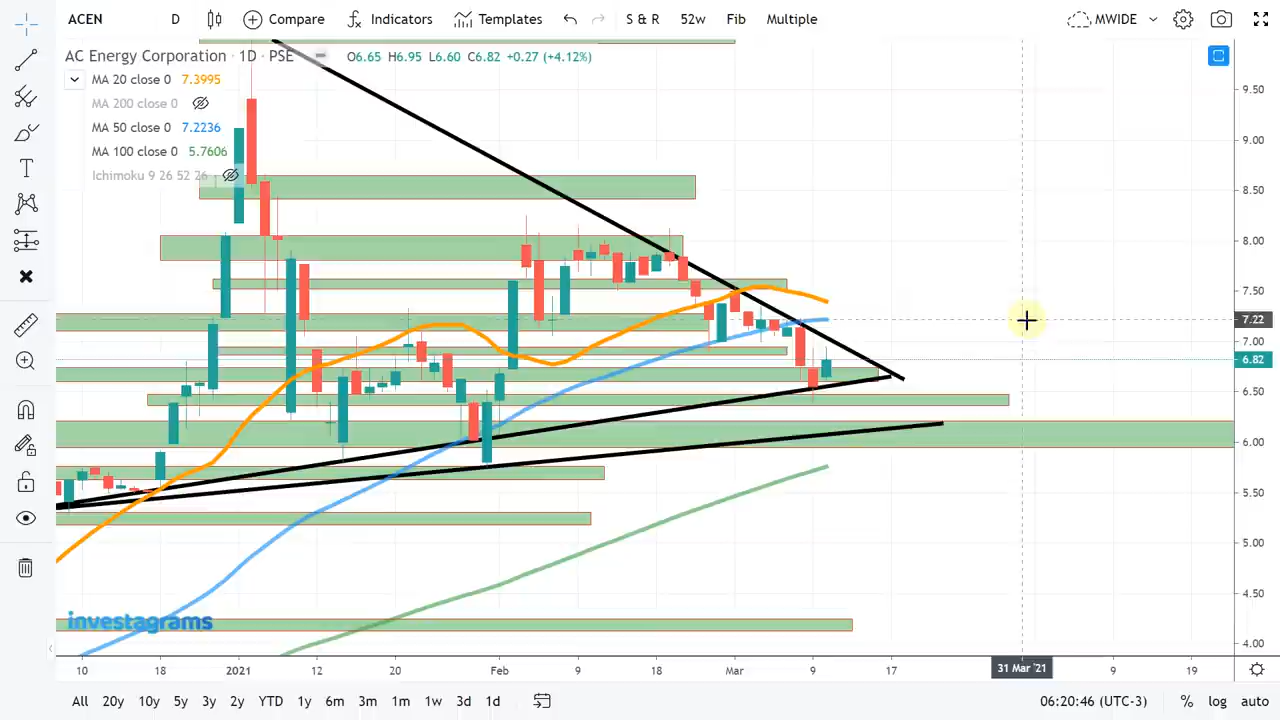 ACEN D Compare Indicators Templates S & R 52w Fib Multiple MWIDE
AC Energy Corporation · 1D · PSE O6.65 H6.95 L6.60 C6.82 +0.27 (+4.12%)
MA 20 close 0 7.3995
MA 200 close 0
MA 50 close 0 7.2236
MA 100 close 0 5.7606
Ichimoku 9 26 52 26
9.50
9.00
8.50
8.00
7.50
7.22
7.00
6.82
6.50
6.00
5.50
5.00
4.50
4.00
investagrams
10 18 2021 12 20 Feb 9 18 Mar 9 17 31 Mar '21 9 19
All 20y 10y 5y 3y 2y YTD 1y 6m 3m 1m 1w 3d 1d 06:20:46 (UTC-3) % log auto